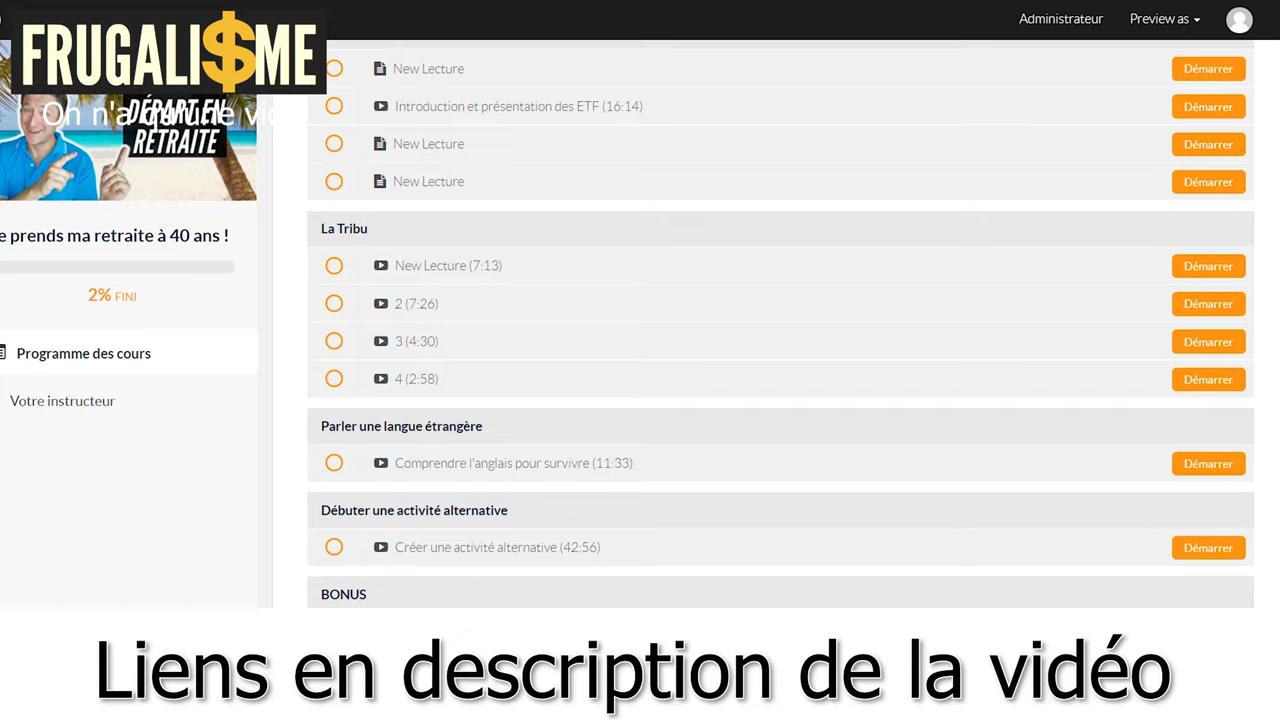 FRUGALI$ME
Administrateur
Preview as
On n'a qu'une vie
DÉPART EN
RETRAITE
e prends ma retraite à 40 ans !
2% FINI
Programme des cours
Votre instructeur
New Lecture
Démarrer
Introduction et présentation des ETF (16:14)
Démarrer
New Lecture
Démarrer
New Lecture
Démarrer
La Tribu
New Lecture (7:13)
Démarrer
2 (7:26)
Démarrer
3 (4:30)
Démarrer
4 (2:58)
Démarrer
Parler une langue étrangère
Comprendre l'anglais pour survivre (11:33)
Démarrer
Débuter une activité alternative
Créer une activité alternative (42:56)
Démarrer
BONUS
Liens en description de la vidéo